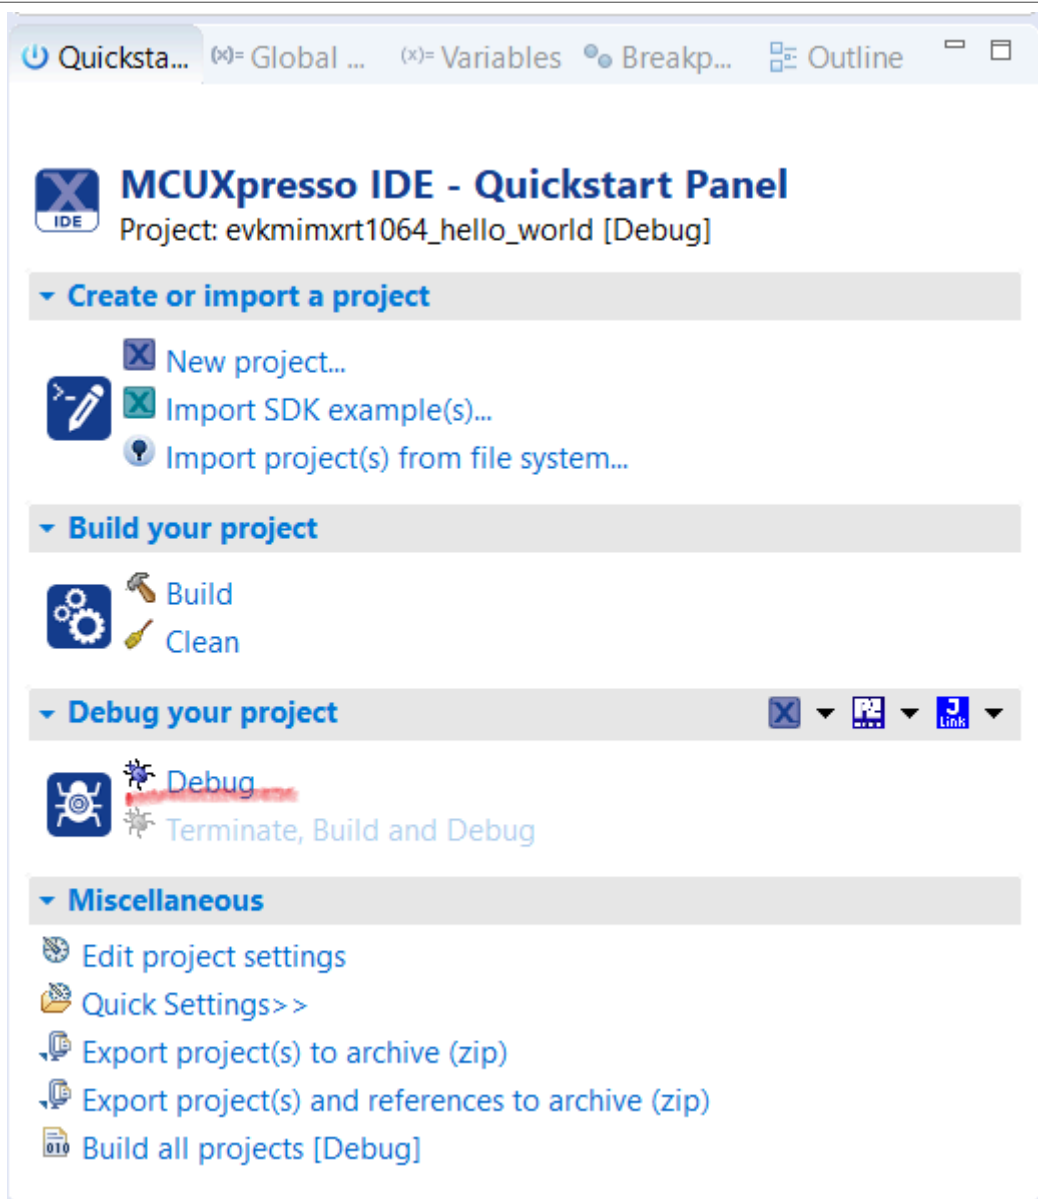 Quicksta... (x)= Global ... (x)= Variables Breakp... Outline
MCUXpresso IDE - Quickstart Panel
IDE
Project: evkmimxrt1064_hello_world [Debug]
Create or import a project
New project...
Import SDK example(s)...
Import project(s) from file system...
Build your project
Build
Clean
Debug your project
J Link
Debug
Terminate, Build and Debug
Miscellaneous
Edit project settings
Quick Settings>>
Export project(s) to archive (zip)
Export project(s) and references to archive (zip)
010 Build all projects [Debug]